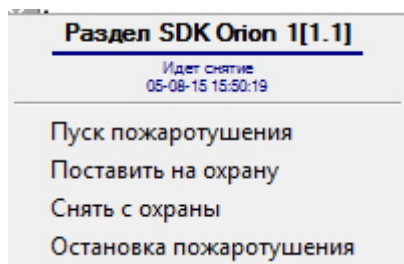 Раздел SDK Orion 1[1.1]
Идет снятие
05-08-15 15:50:19
Пуск пожаротушения
Поставить на охрану
Снять с охраны
Остановка пожаротушения